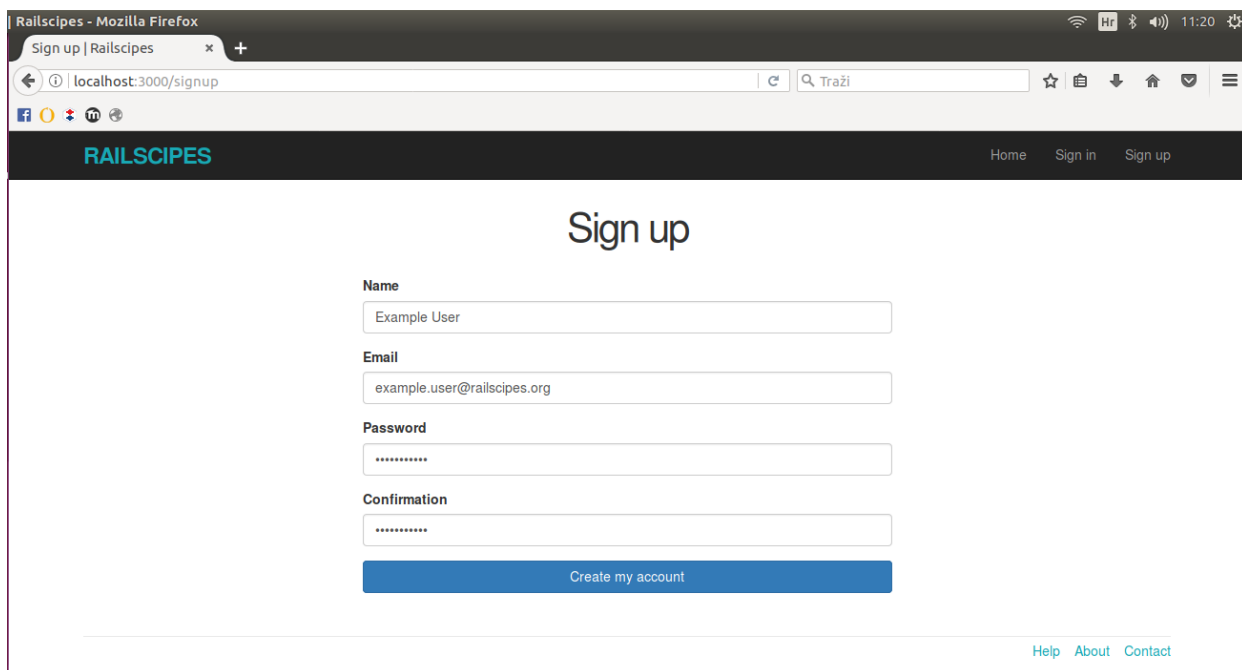 | Railscipes - Mozilla Firefox
Hr 11:20
Sign up | Railscipes × +
localhost:3000/signup Traži
RAILSCIPES Home Sign in Sign up
Sign up
Name
Example User
Email
example.user@railscipes.org
Password
•••••••••••
Confirmation
•••••••••••
Create my account
Help About Contact